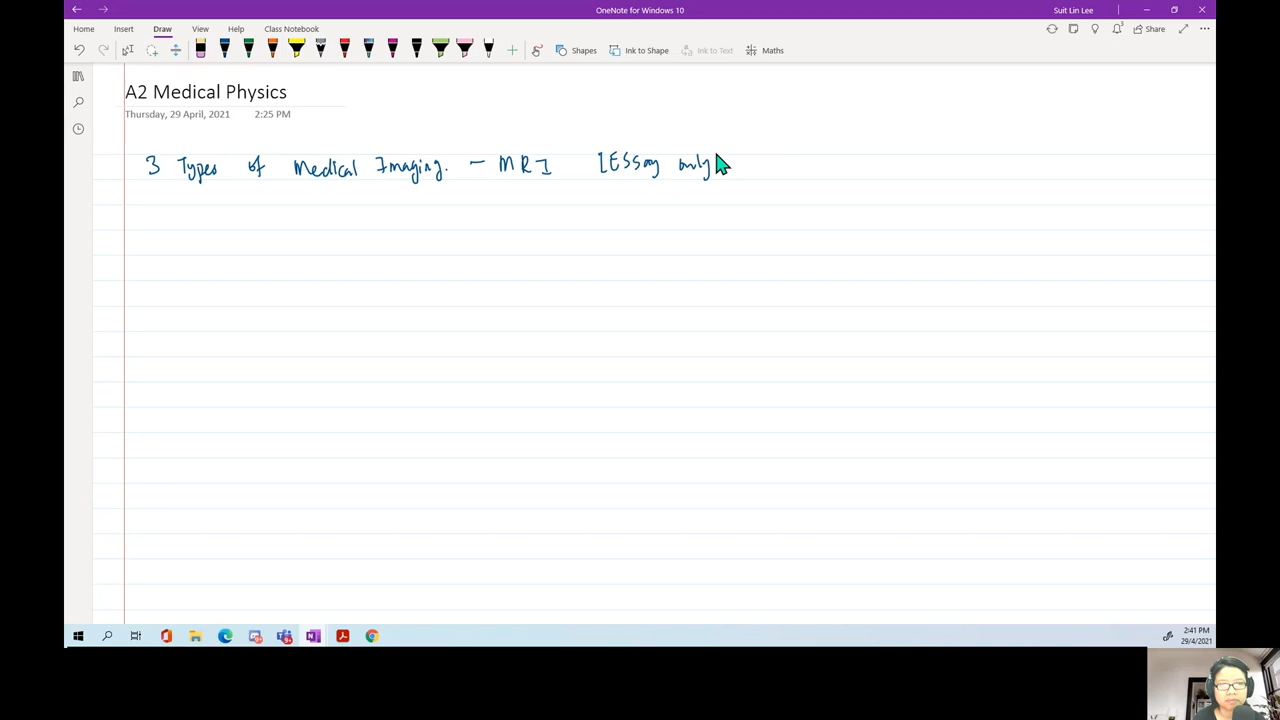 OneNote for Windows 10
Suit Lin Lee
Home Insert Draw View Help Class Notebook
Share
Shapes Ink to Shape Ink to Text Maths
A2 Medical Physics
Thursday, 29 April, 2021 2:25 PM
3 Types of Medical Imaging. - MRI [ESSay only
2:41 PM
29/4/2021